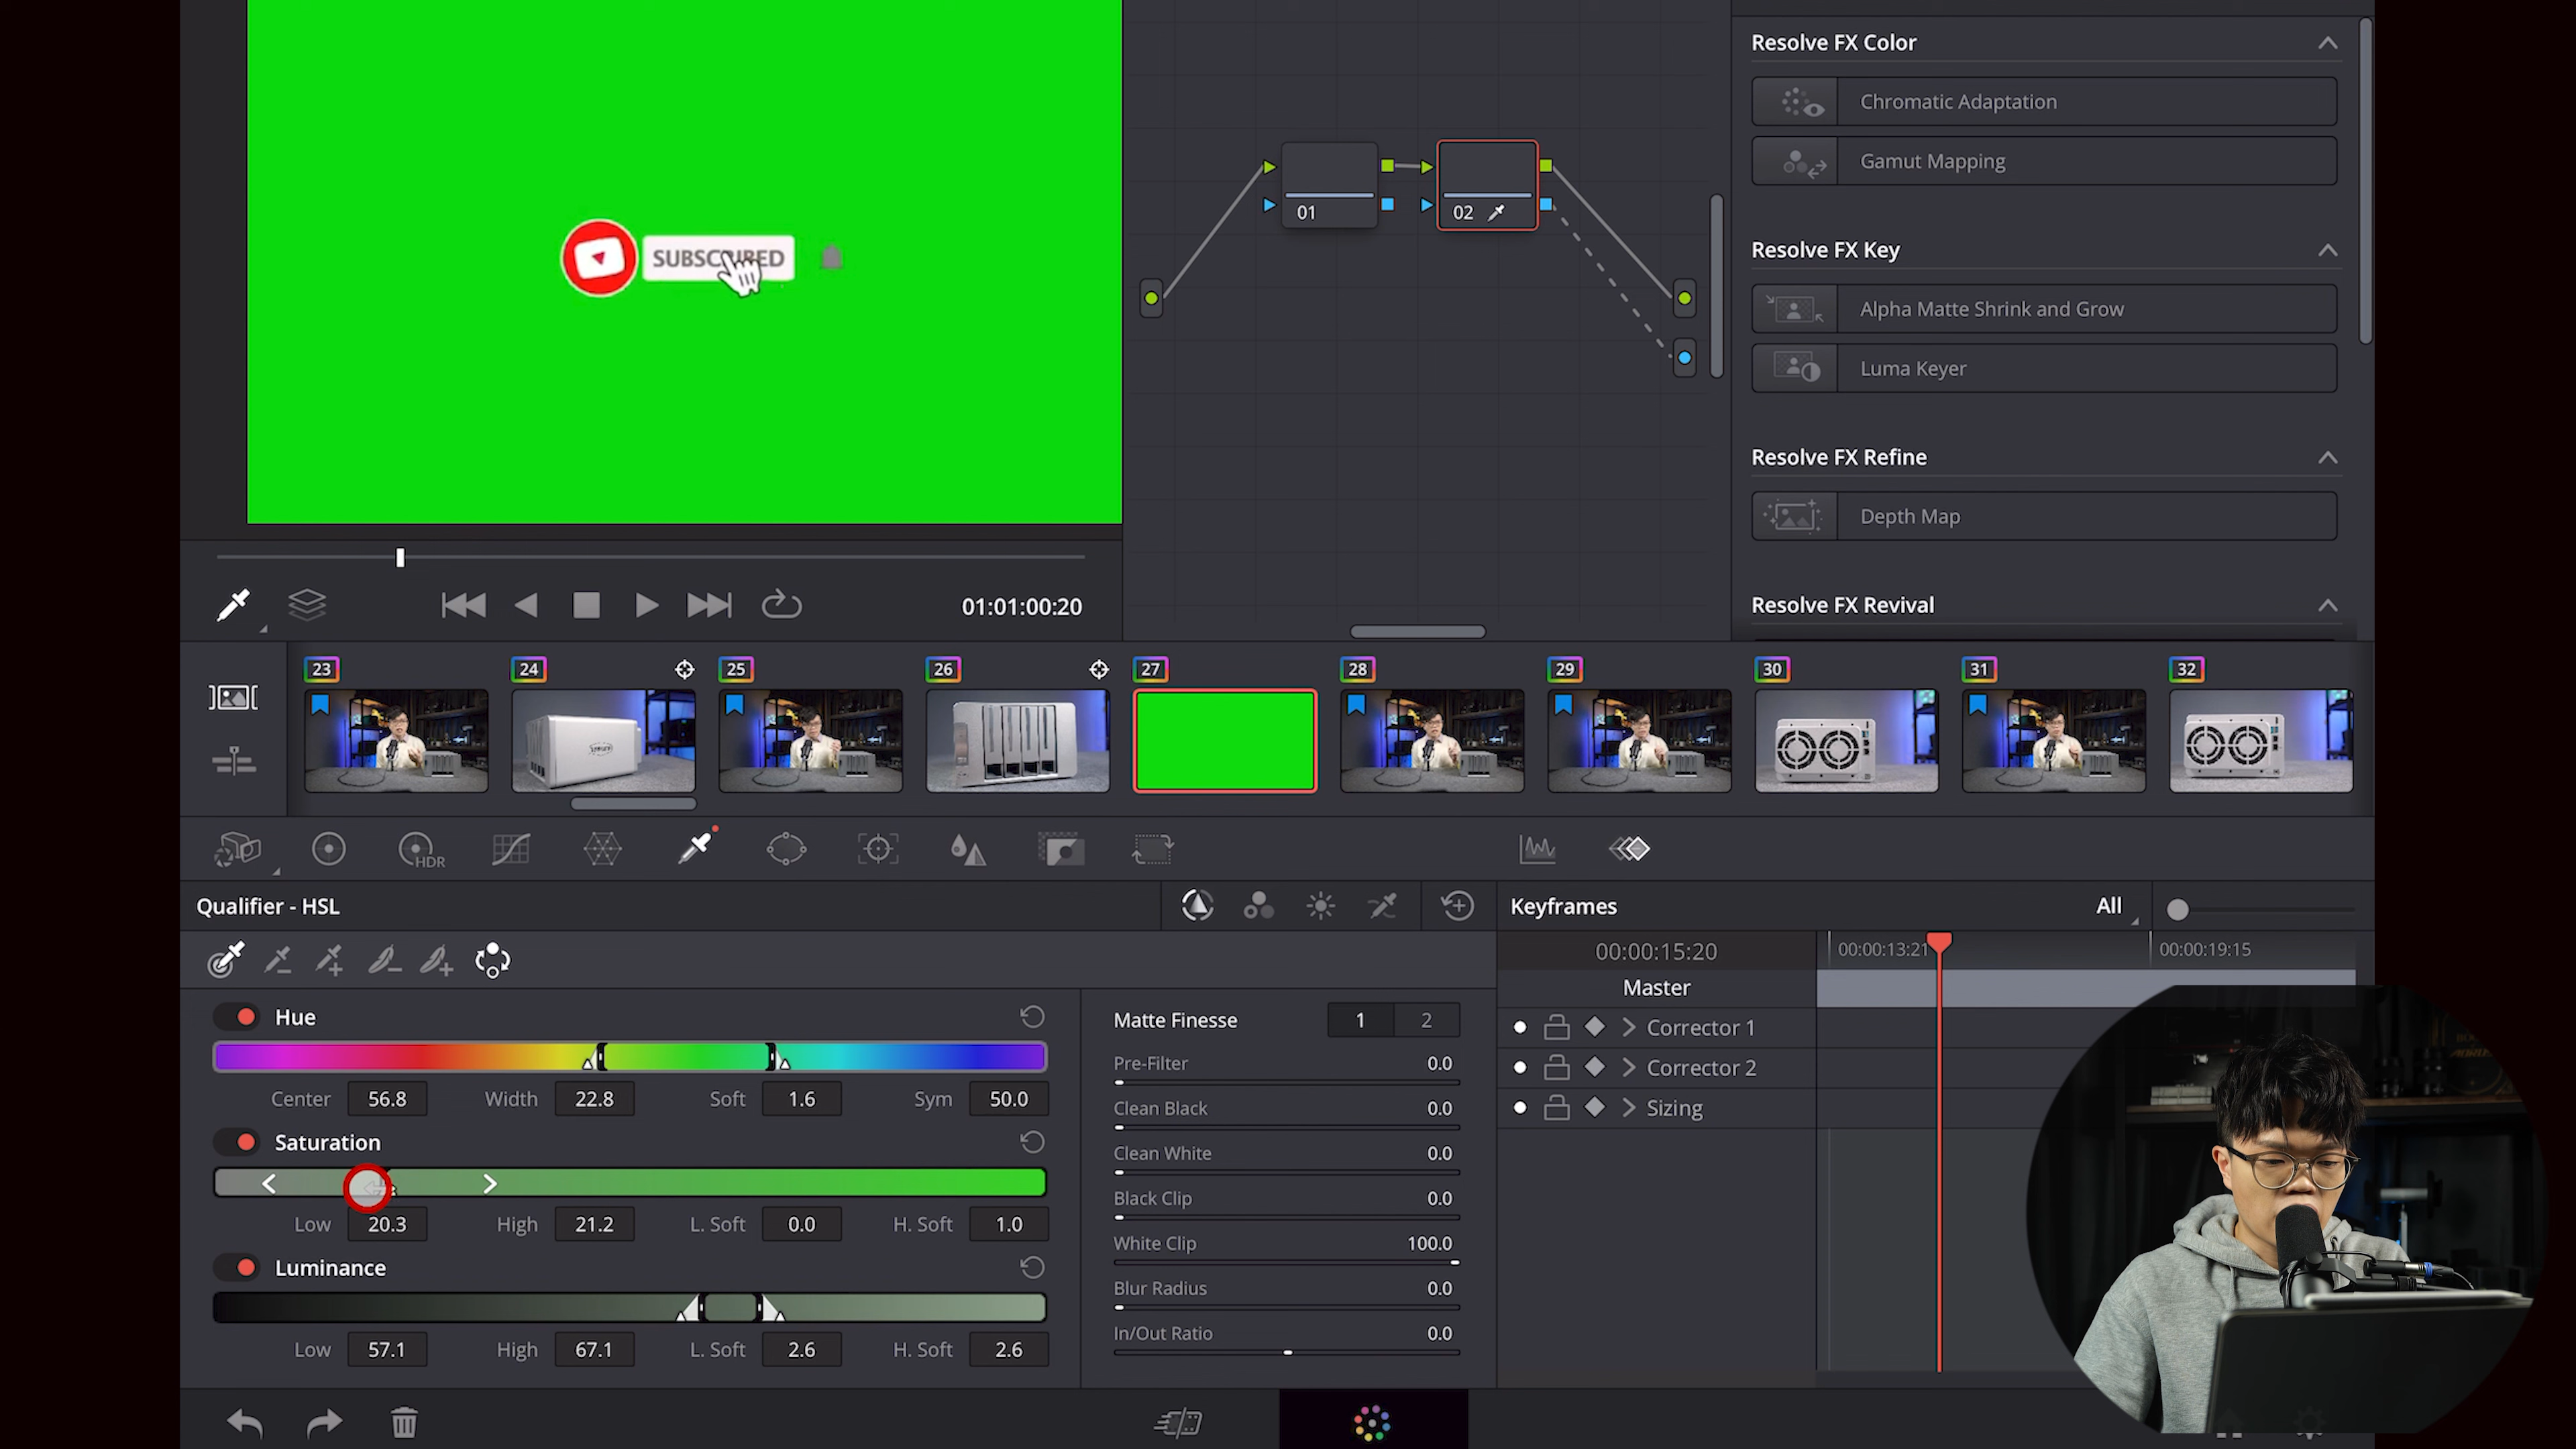 Resolve FX Color
Chromatic Adaptation
Gamut Mapping
01
02
Resolve FX Key
Alpha Matte Shrink and Grow
Luma Keyer
SUBSCRIBED
Resolve FX Refine
Depth Map
01:01:00:20
Resolve FX Revival
23 24 25 26 27 28 29 30 31 32
HDR
Qualifier - HSL
Keyframes
All
00:00:15:20
00:00:13:21
00:00:19:15
Master
Corrector 1
Corrector 2
Sizing
Hue
Center 56.8 Width 22.8 Soft 1.6 Sym 50.0
Saturation
Low 20.3 High 21.2 L. Soft 0.0 H. Soft 1.0
Luminance
Low 57.1 High 67.1 L. Soft 2.6 H. Soft 2.6
Matte Finesse 1 2
Pre-Filter 0.0
Clean Black 0.0
Clean White 0.0
Black Clip 0.0
White Clip 100.0
Blur Radius 0.0
In/Out Ratio 0.0